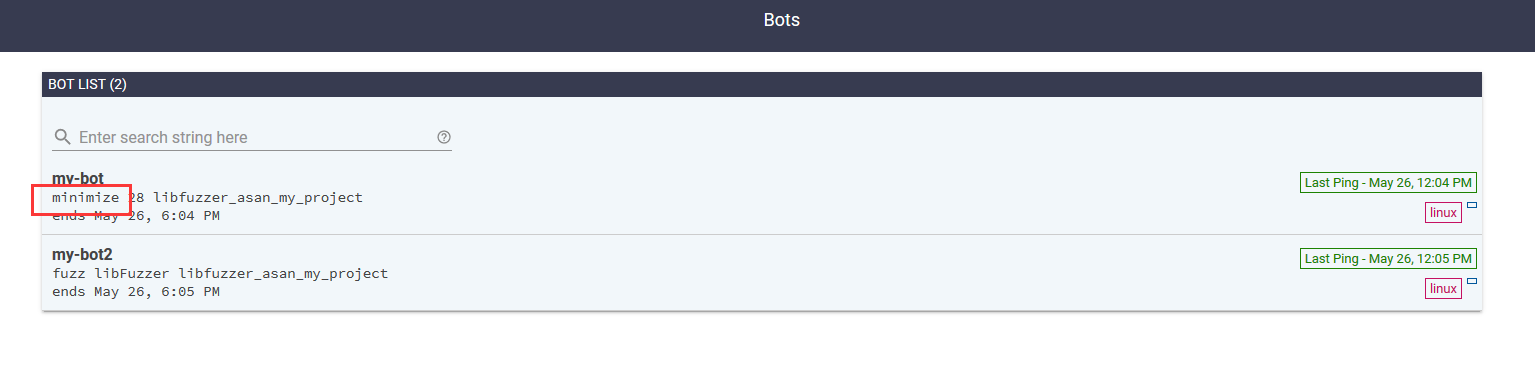 Bots
BOT LIST (2)
Enter search string here
my-bot
minimize 28 libfuzzer_asan_my_project
ends May 26, 6:04 PM
Last Ping - May 26, 12:04 PM
linux
my-bot2
fuzz libFuzzer libfuzzer_asan_my_project
ends May 26, 6:05 PM
Last Ping - May 26, 12:05 PM
linux